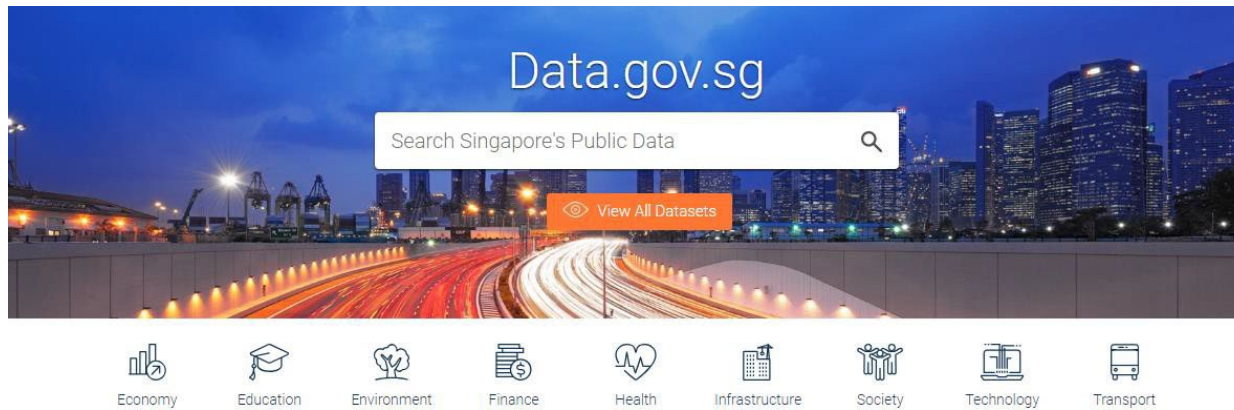 Data.gov.sg
Search Singapore's Public Data
View All Datasets
Economy
Education
Environment
Finance
Health
Infrastructure
Society
Technology
Transport